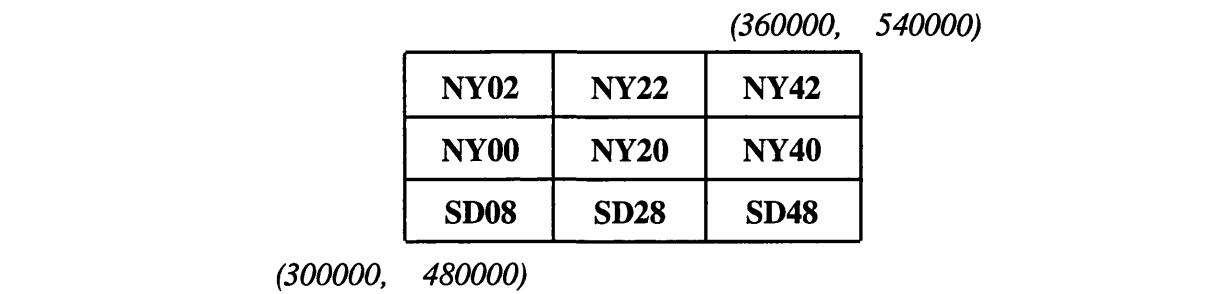 (360000, 540000)
NY02 NY22 NY42
NY00 NY20 NY40
SD08 SD28 SD48
(300000, 480000)